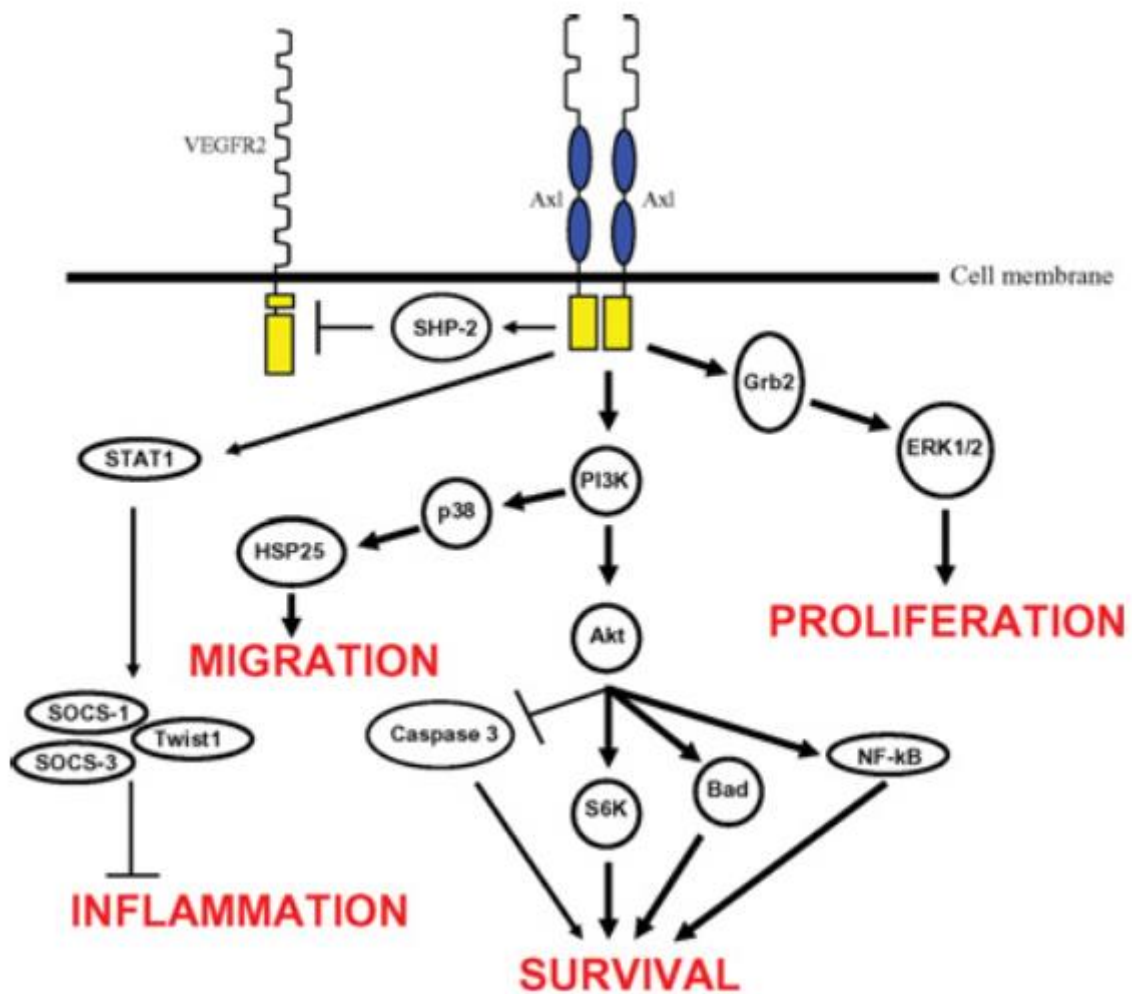 VEGFR2
Axl
Axl
Cell membrane
SHP-2
Grb2
STAT1
ERK1/2
PI3K
p38
HSP25
PROLIFERATION
Akt
MIGRATION
SOCS-1
Twist1
SOCS-3
Caspase 3
NF-kB
S6K
Bad
INFLAMMATION
SURVIVAL